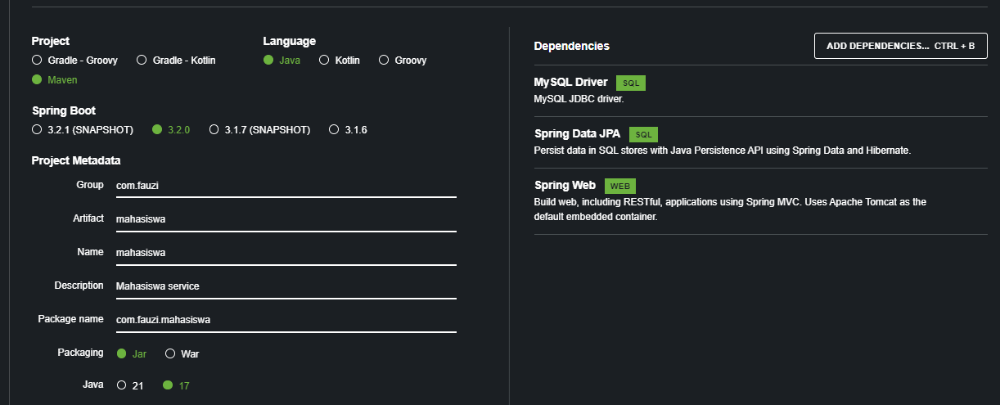 Project
Gradle - Groovy Gradle - Kotlin
Maven
Language
Java Kotlin Groovy
Spring Boot
3.2.1 (SNAPSHOT) 3.2.0 3.1.7 (SNAPSHOT) 3.1.6
Project Metadata
Group com.fauzi
Artifact mahasiswa
Name mahasiswa
Description Mahasiswa service
Package name com.fauzi.mahasiswa
Packaging Jar War
Java 21 17
Dependencies ADD DEPENDENCIES... CTRL + B
MySQL Driver SQL
MySQL JDBC driver.
Spring Data JPA SQL
Persist data in SQL stores with Java Persistence API using Spring Data and Hibernate.
Spring Web WEB
Build web, including RESTful, applications using Spring MVC. Uses Apache Tomcat as the
default embedded container.